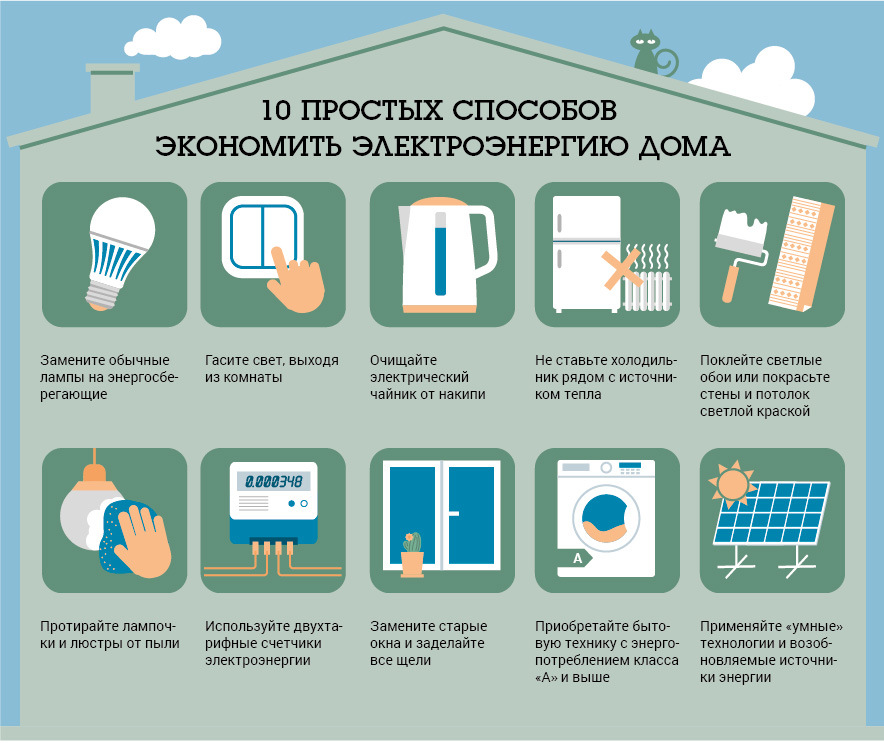 10 ПРОСТЫХ СПОСОБОВ
ЭКОНОМИТЬ ЭЛЕКТРОЭНЕРГИЮ ДОМА
Замените обычные
лампы на энергосбе-
регающие
Гасите свет, выходя
из комнаты
Очищайте
электрический
чайник от накипи
Не ставьте холодиль-
ник рядом с источни-
ком тепла
Поклейте светлые
обои или покрасьте
стены и потолок
светлой краской
0.000348
A
Протирайте лампоч-
ки и люстры от пыли
Используйте двухта-
рифные счетчики
электроэнергии
Замените старые
окна и заделайте
все щели
Приобретайте быто-
вую технику с энерго-
потреблением класса
«А» и выше
Применяйте «умные»
технологии и возоб-
новляемые источни-
ки энергии